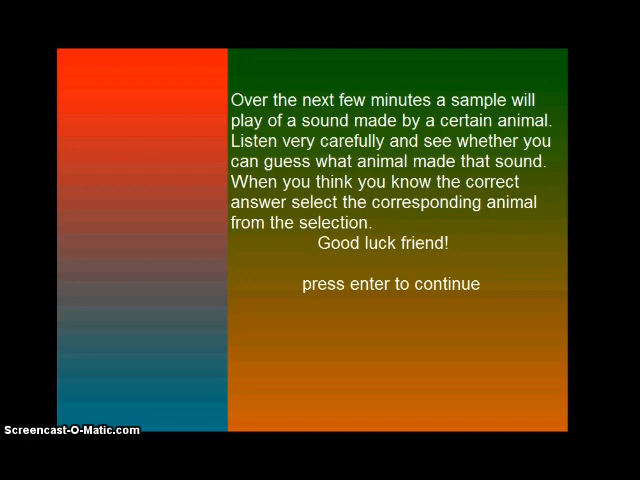 Over the next few minutes a sample will
play of a sound made by a certain animal.
Listen very carefully and see whether you
can guess what animal made that sound.
When you think you know the correct
answer select the corresponding animal
from the selection.
Good luck friend!
press enter to continue
Screencast-O-Matic.com